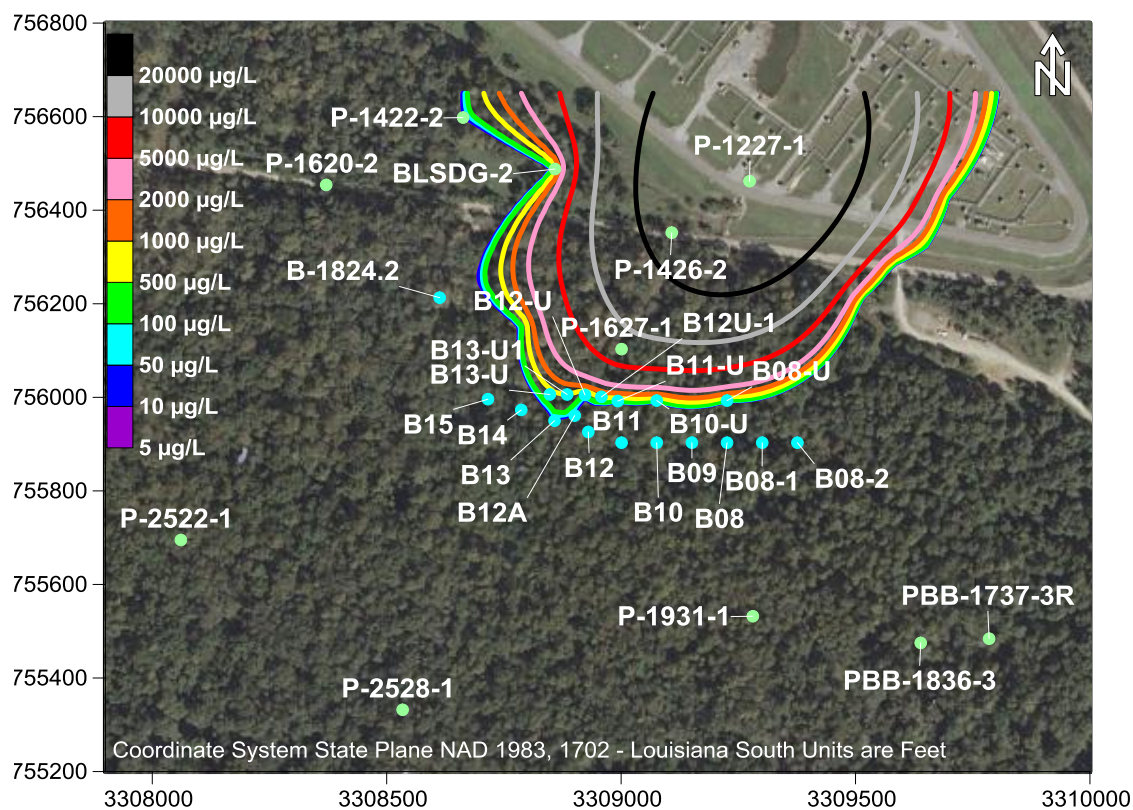 756800
756600
756400
756200
756000
755800
755600
755400
755200
20000 µg/L
10000 µg/L
5000 µg/L
2000 µg/L
1000 µg/L
500 µg/L
100 µg/L
50 µg/L
10 µg/L
5 µg/L
N
P-1422-2
P-1620-2
BLSDG-2
P-1227-1
B-1824.2
P-1426-2
B12-U
P-1627-1
B12U-1
B13-U1
B13-U
B11-U
B08-U
B15
B14
B11
B10-U
B13
B12
B09
B08-1
B08-2
B12A
B10
B08
P-2522-1
P-1931-1
PBB-1737-3R
PBB-1836-3
P-2528-1
Coordinate System State Plane NAD 1983, 1702 - Louisiana South Units are Feet
3308000
3308500
3309000
3309500
3310000